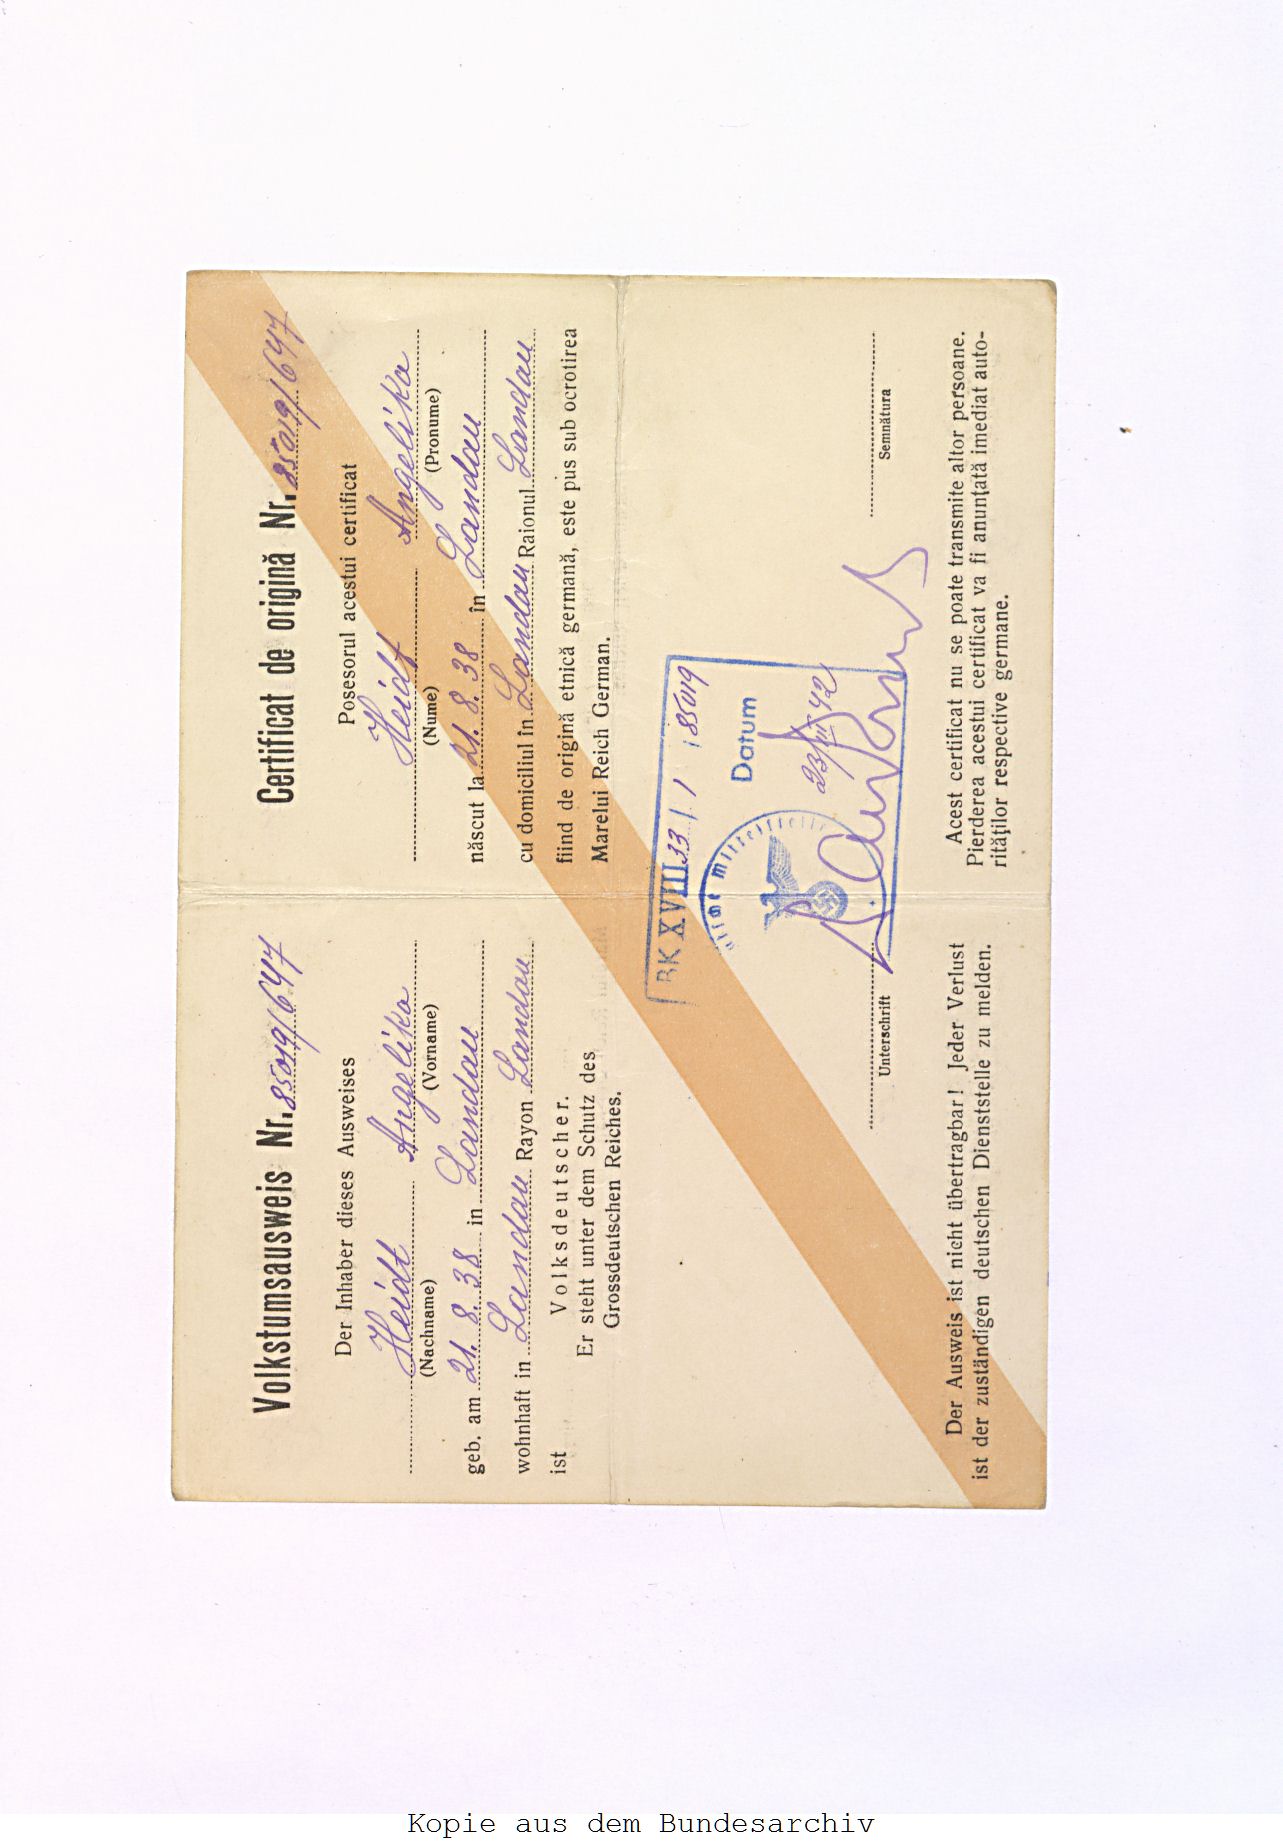 Volkstumsausweis Nr. 85019/647
Der Inhaber dieses Ausweises
Heidt Angelika
(Nachname) (Vorname)
geb. am 21. 8. 38 in Landau
wohnhaft in Landau Rayon Landau
ist Volksdeutscher.
Er steht unter dem Schutz des
Grossdeutschen Reiches.
Certificat de origină Nr. 85019/647
Posesorul acestui certificat
Heidt Angelika
(Nume) (Pronume)
născut la 21. 8. 38 în Landau
cu domiciliul în Landau Raionul Landau
fiind de origină etnică germană, este pus sub ocrotirea
Marelui Reich German.
BK XVIII 33 / 1 / 85019
Datum
23/VIII 42
Unterschrift
Semnătura
Der Ausweis ist nicht übertragbar! Jeder Verlust
ist der zuständigen deutschen Dienststelle zu melden.
Acest certificat nu se poate transmite altor persoane.
Pierderea acestui certificat va fi anunţată imediat auto-
rităţilor respective germane.
Kopie aus dem Bundesarchiv